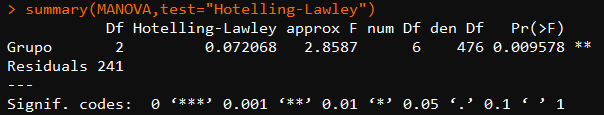 > summary(MANOVA,test="Hotelling-Lawley")
           Df Hotelling-Lawley approx F num Df den Df   Pr(>F)
Grupo       2         0.072068   2.8587      6    476 0.009578 **
Residuals 241
---
Signif. codes:  0 ‘***’ 0.001 ‘**’ 0.01 ‘*’ 0.05 ‘.’ 0.1 ‘ ’ 1